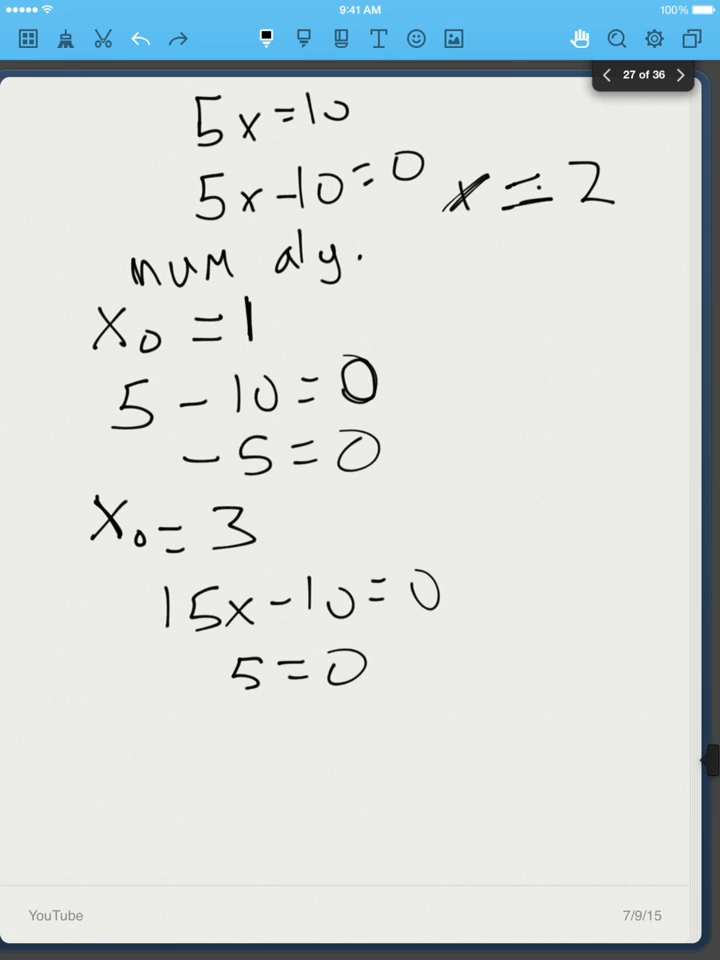 9:41 AM 100%
27 of 36
5x=10
5x-10=0 x=2
num alg.
x₀=1
5-10=0
-5=0
x₀=3
15x-10=0
5=0
YouTube 7/9/15